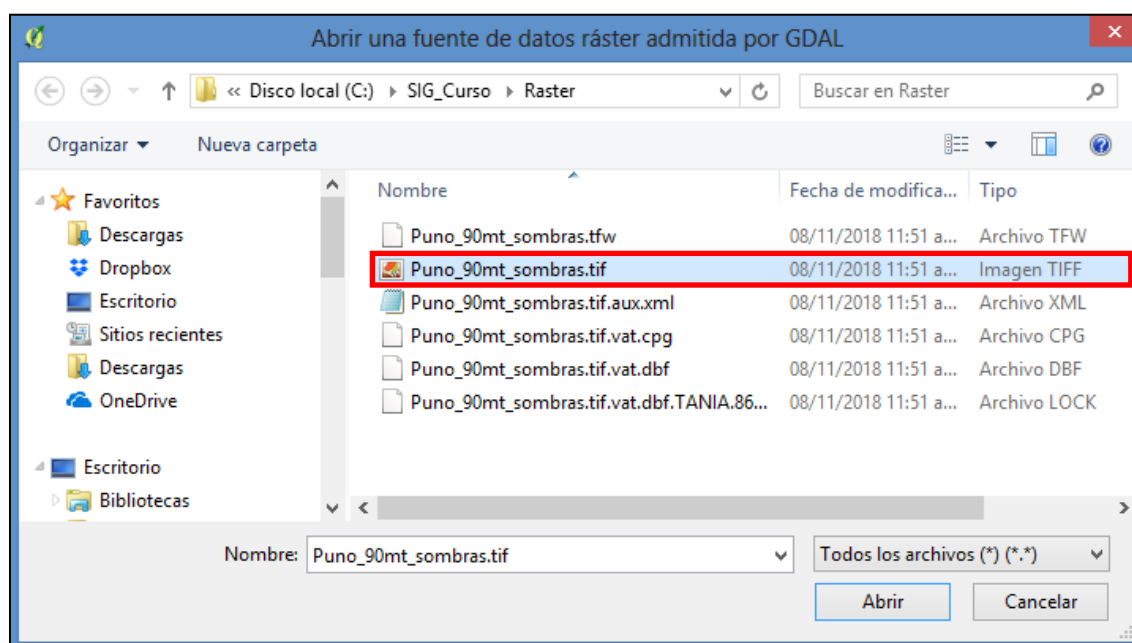 Abrir una fuente de datos ráster admitida por GDAL
« Disco local (C:) ▸ SIG_Curso ▸ Raster
Buscar en Raster
Organizar
Nueva carpeta
Favoritos
Descargas
Dropbox
Escritorio
Sitios recientes
Descargas
OneDrive
Escritorio
Bibliotecas
Nombre Fecha de modifica... Tipo
Puno_90mt_sombras.tfw 08/11/2018 11:51 a... Archivo TFW
Puno_90mt_sombras.tif 08/11/2018 11:51 a... Imagen TIFF
Puno_90mt_sombras.tif.aux.xml 08/11/2018 11:51 a... Archivo XML
Puno_90mt_sombras.tif.vat.cpg 08/11/2018 11:51 a... Archivo CPG
Puno_90mt_sombras.tif.vat.dbf 08/11/2018 11:51 a... Archivo DBF
Puno_90mt_sombras.tif.vat.dbf.TANIA.86... 08/11/2018 11:51 a... Archivo LOCK
Nombre: Puno_90mt_sombras.tif
Todos los archivos (*) (*.*)
Abrir
Cancelar